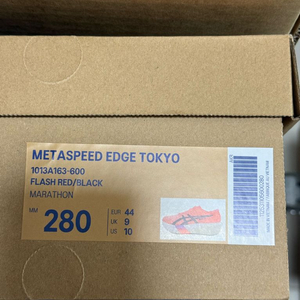 METASPEED EDGE TOKYO
1013A163-600
FLASH RED/BLACK
MARATHON
MM 280
EUR 44
UK 9
US 10